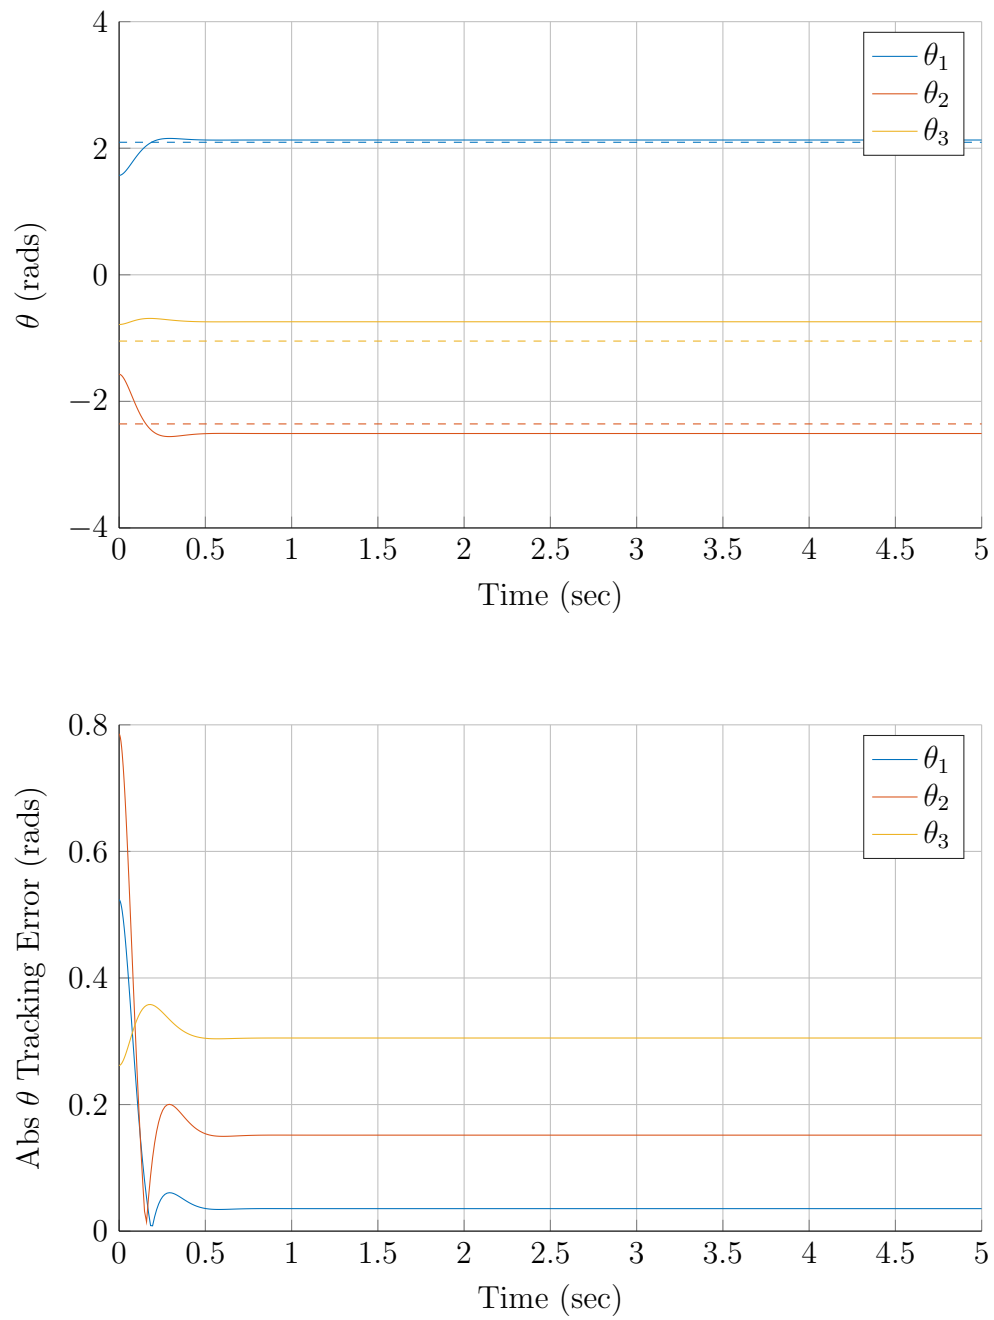 4
2
0
−2
−4
θ (rads)
0 0.5 1 1.5 2 2.5 3 3.5 4 4.5 5
Time (sec)
θ1
θ2
θ3
0.8
0.6
0.4
0.2
0
Abs θ Tracking Error (rads)
0 0.5 1 1.5 2 2.5 3 3.5 4 4.5 5
Time (sec)
θ1
θ2
θ3